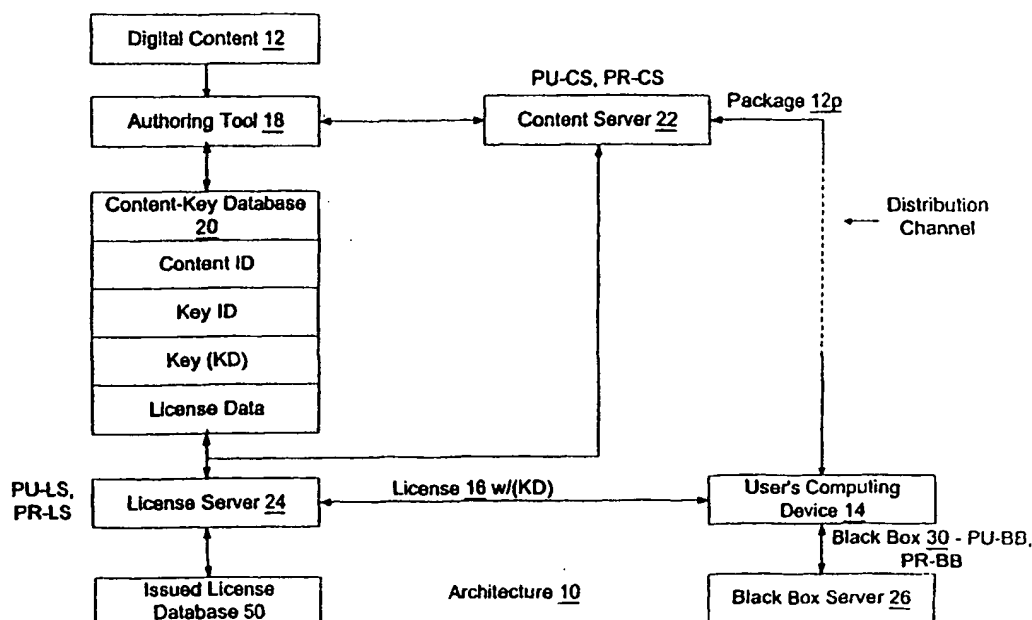 Digital Content 12
Authoring Tool 18
PU-CS, PR-CS
Content Server 22
Package 12p
Distribution
Channel
Content-Key Database
20
Content ID
Key ID
Key (KD)
License Data
PU-LS,
PR-LS
License Server 24
License 16 w/(KD)
User's Computing
Device 14
Black Box 30 - PU-BB,
PR-BB
Issued License
Database 50
Architecture 10
Black Box Server 26